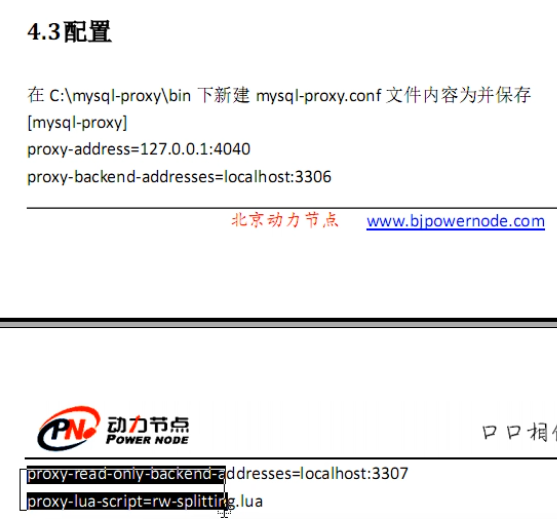 4.3配置
在 C:\mysql-proxy\bin 下新建 mysql-proxy.conf 文件内容为并保存
[mysql-proxy]
proxy-address=127.0.0.1:4040
proxy-backend-addresses=localhost:3306
北京动力节点 www.bjpowernode.com
PN 动力节点
POWER NODE
口口相
proxy-read-only-backend-addresses=localhost:3307
proxy-lua-script=rw-splitting.lua